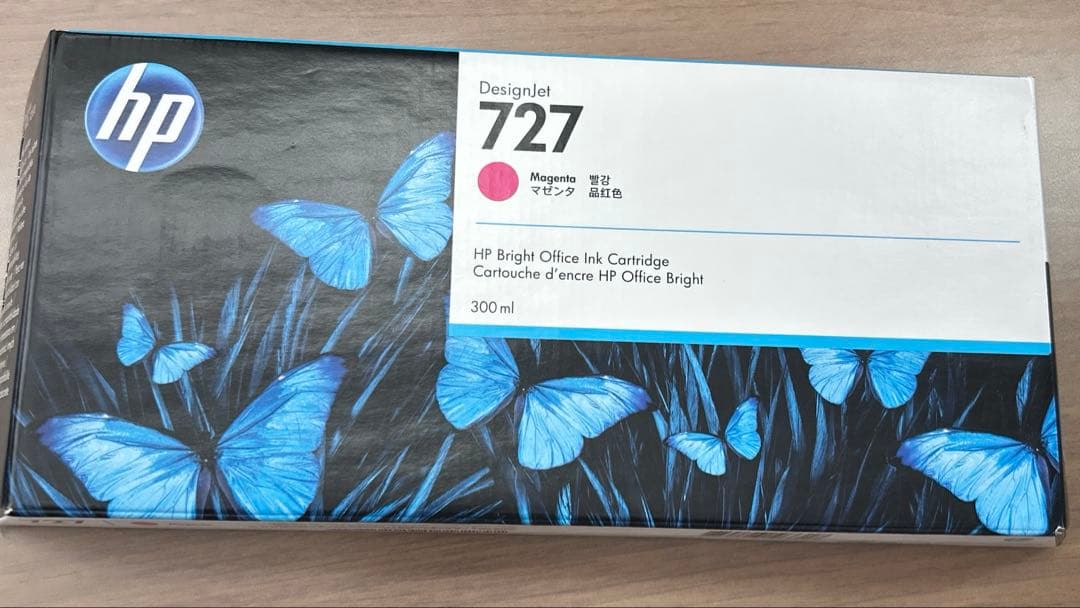 hp
DesignJet
727
Magenta 빨강
マゼンタ 品红色
HP Bright Office Ink Cartridge
Cartouche d'encre HP Office Bright
300 ml